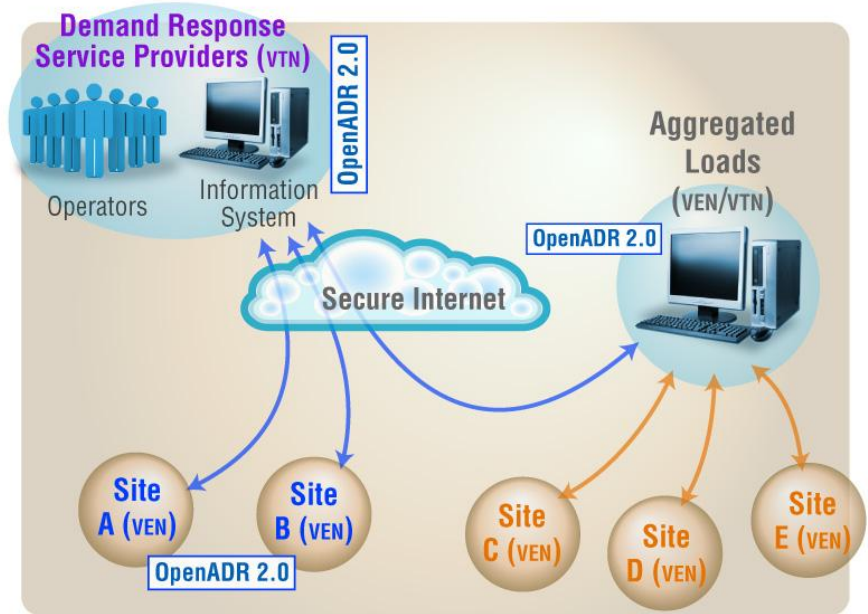 Demand Response
Service Providers (VTN)
OpenADR 2.0
Operators
Information
System
Aggregated
Loads
(VEN/VTN)
OpenADR 2.0
Secure Internet
Site
A (VEN)
Site
B (VEN)
OpenADR 2.0
Site
C (VEN)
Site
D (VEN)
Site
E (VEN)